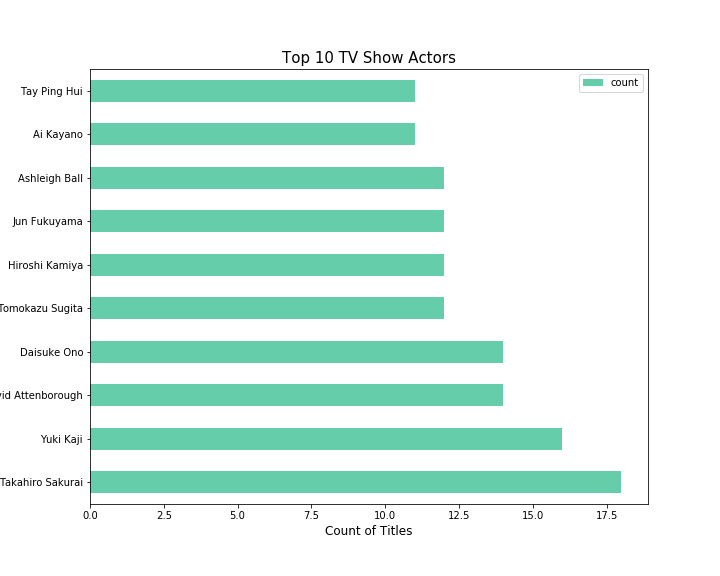 Top 10 TV Show Actors
count
Tay Ping Hui
Ai Kayano
Ashleigh Ball
Jun Fukuyama
Hiroshi Kamiya
Tomokazu Sugita
Daisuke Ono
vid Attenborough
Yuki Kaji
Takahiro Sakurai
0.0 2.5 5.0 7.5 10.0 12.5 15.0 17.5
Count of Titles